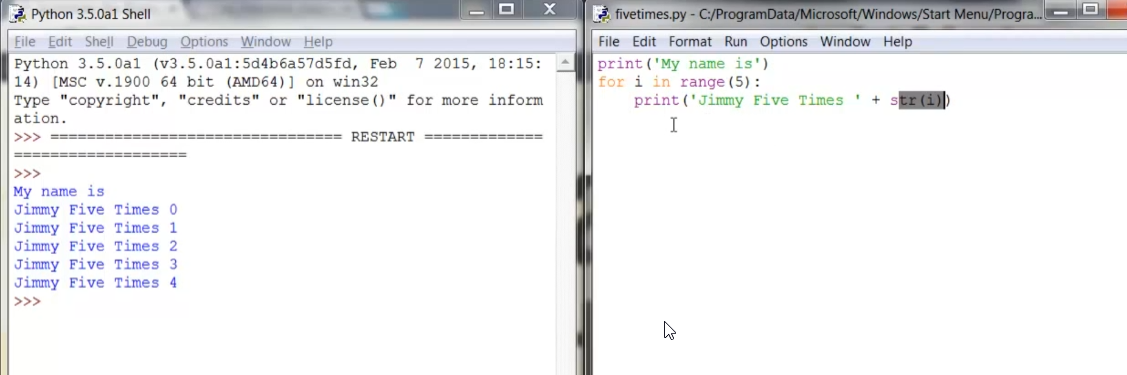 Python 3.5.0a1 Shell
File Edit Shell Debug Options Window Help
Python 3.5.0a1 (v3.5.0a1:5d4b6a57d5fd, Feb  7 2015, 18:15:
14) [MSC v.1900 64 bit (AMD64)] on win32
Type "copyright", "credits" or "license()" for more inform
ation.
>>> ================================ RESTART =============
===================
>>>
My name is
Jimmy Five Times 0
Jimmy Five Times 1
Jimmy Five Times 2
Jimmy Five Times 3
Jimmy Five Times 4
>>>
fivetimes.py - C:/ProgramData/Microsoft/Windows/Start Menu/Progra...
File Edit Format Run Options Window Help
print('My name is')
for i in range(5):
    print('Jimmy Five Times ' + str(i))